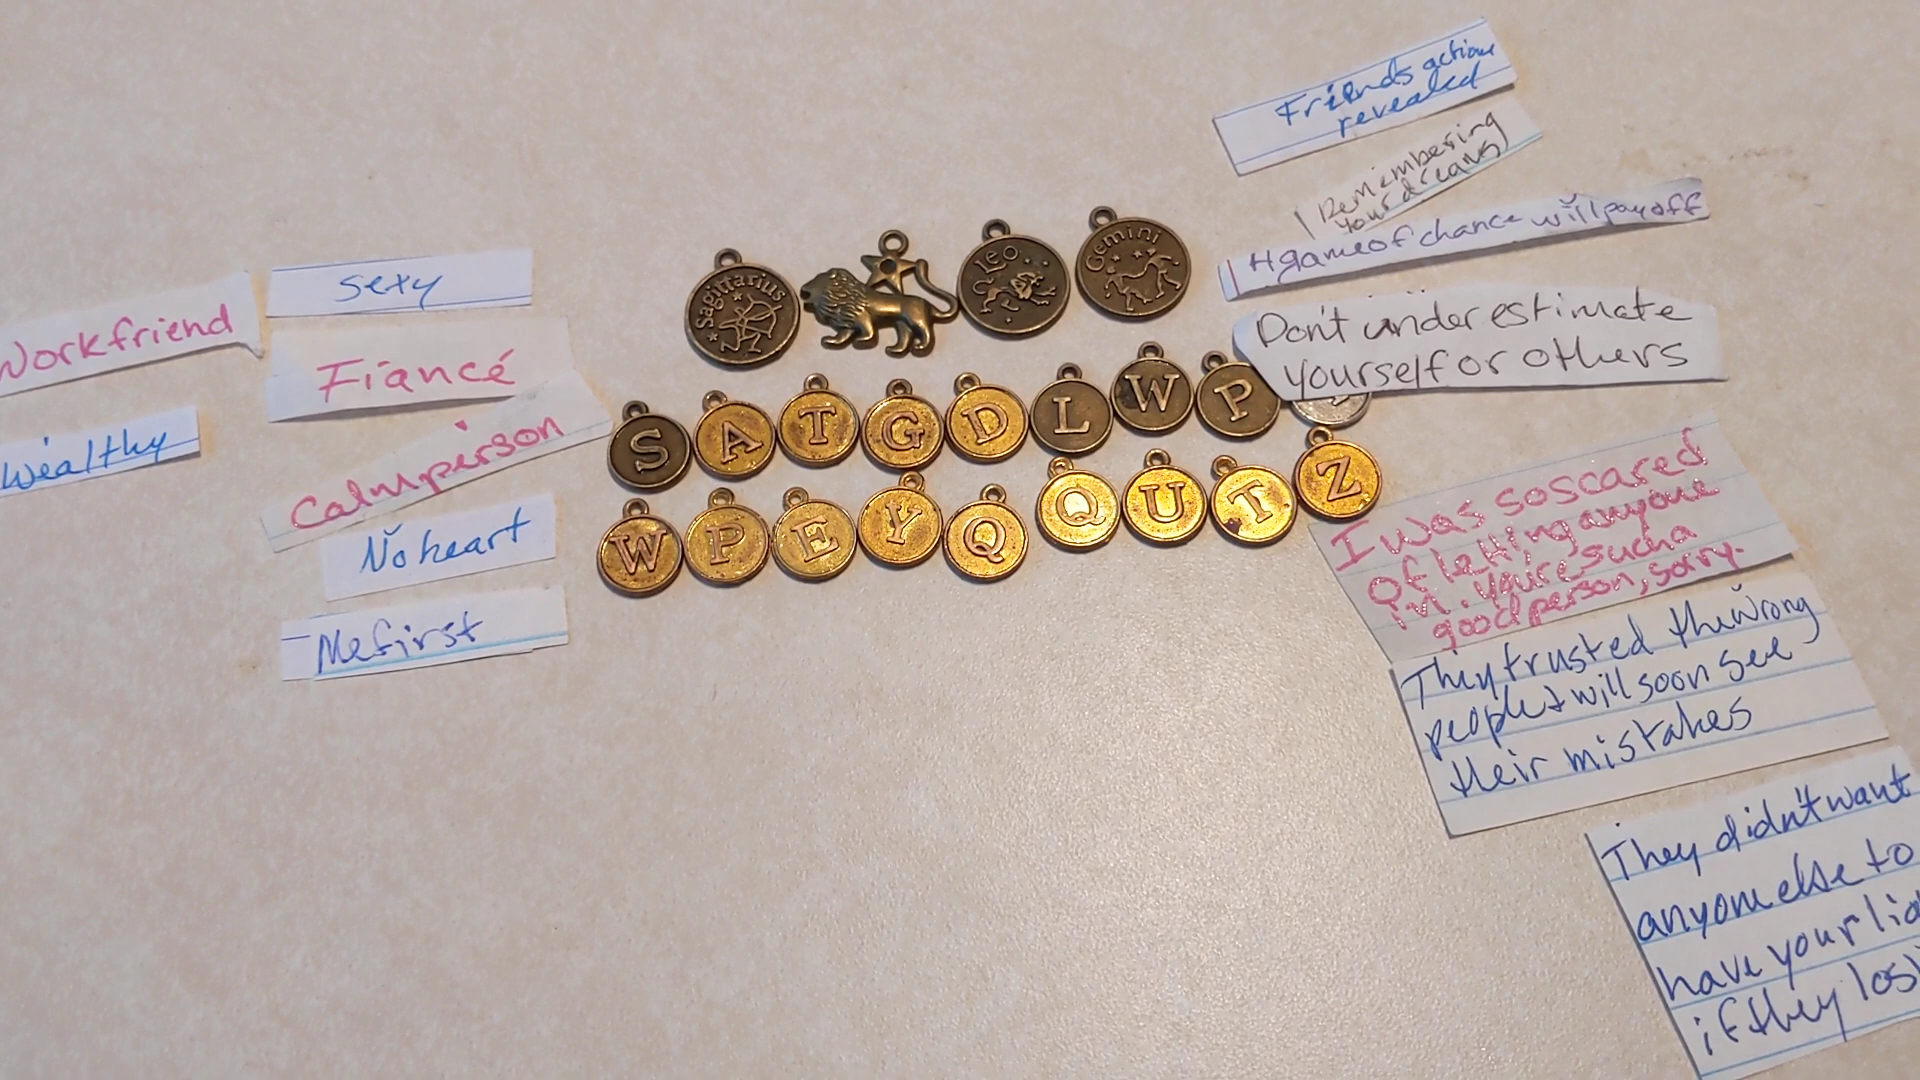 Workfriend
Wealthy
sexy
Fiancé
Calm person
No heart
Me first
Sagittarius
Leo
Gemini
S A T G D L W P
W P E Y Q Q U T Z
Friends action
revealed
Remembering
your dreams
A game of chance will pay off
Don't under estimate
yourself or others
I was so scared
of letting anyone
in. You're such a
good person, sorry.
They trusted the wrong
people & will soon see
their mistakes
They didn't want
anyone else to
have your
if they